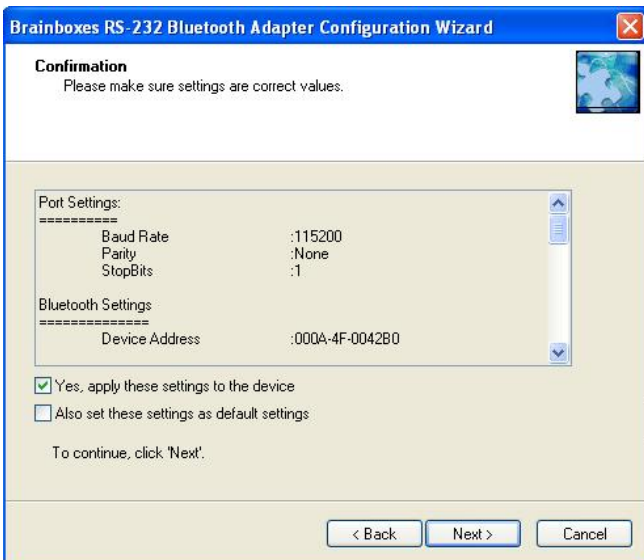 Brainboxes RS-232 Bluetooth Adapter Configuration Wizard
Confirmation
Please make sure settings are correct values.
Port Settings:
==========
Baud Rate :115200
Parity :None
StopBits :1
Bluetooth Settings
==============
Device Address :000A-4F-0042B0
Yes, apply these settings to the device
Also set these settings as default settings
To continue, click 'Next'.
< Back Next > Cancel